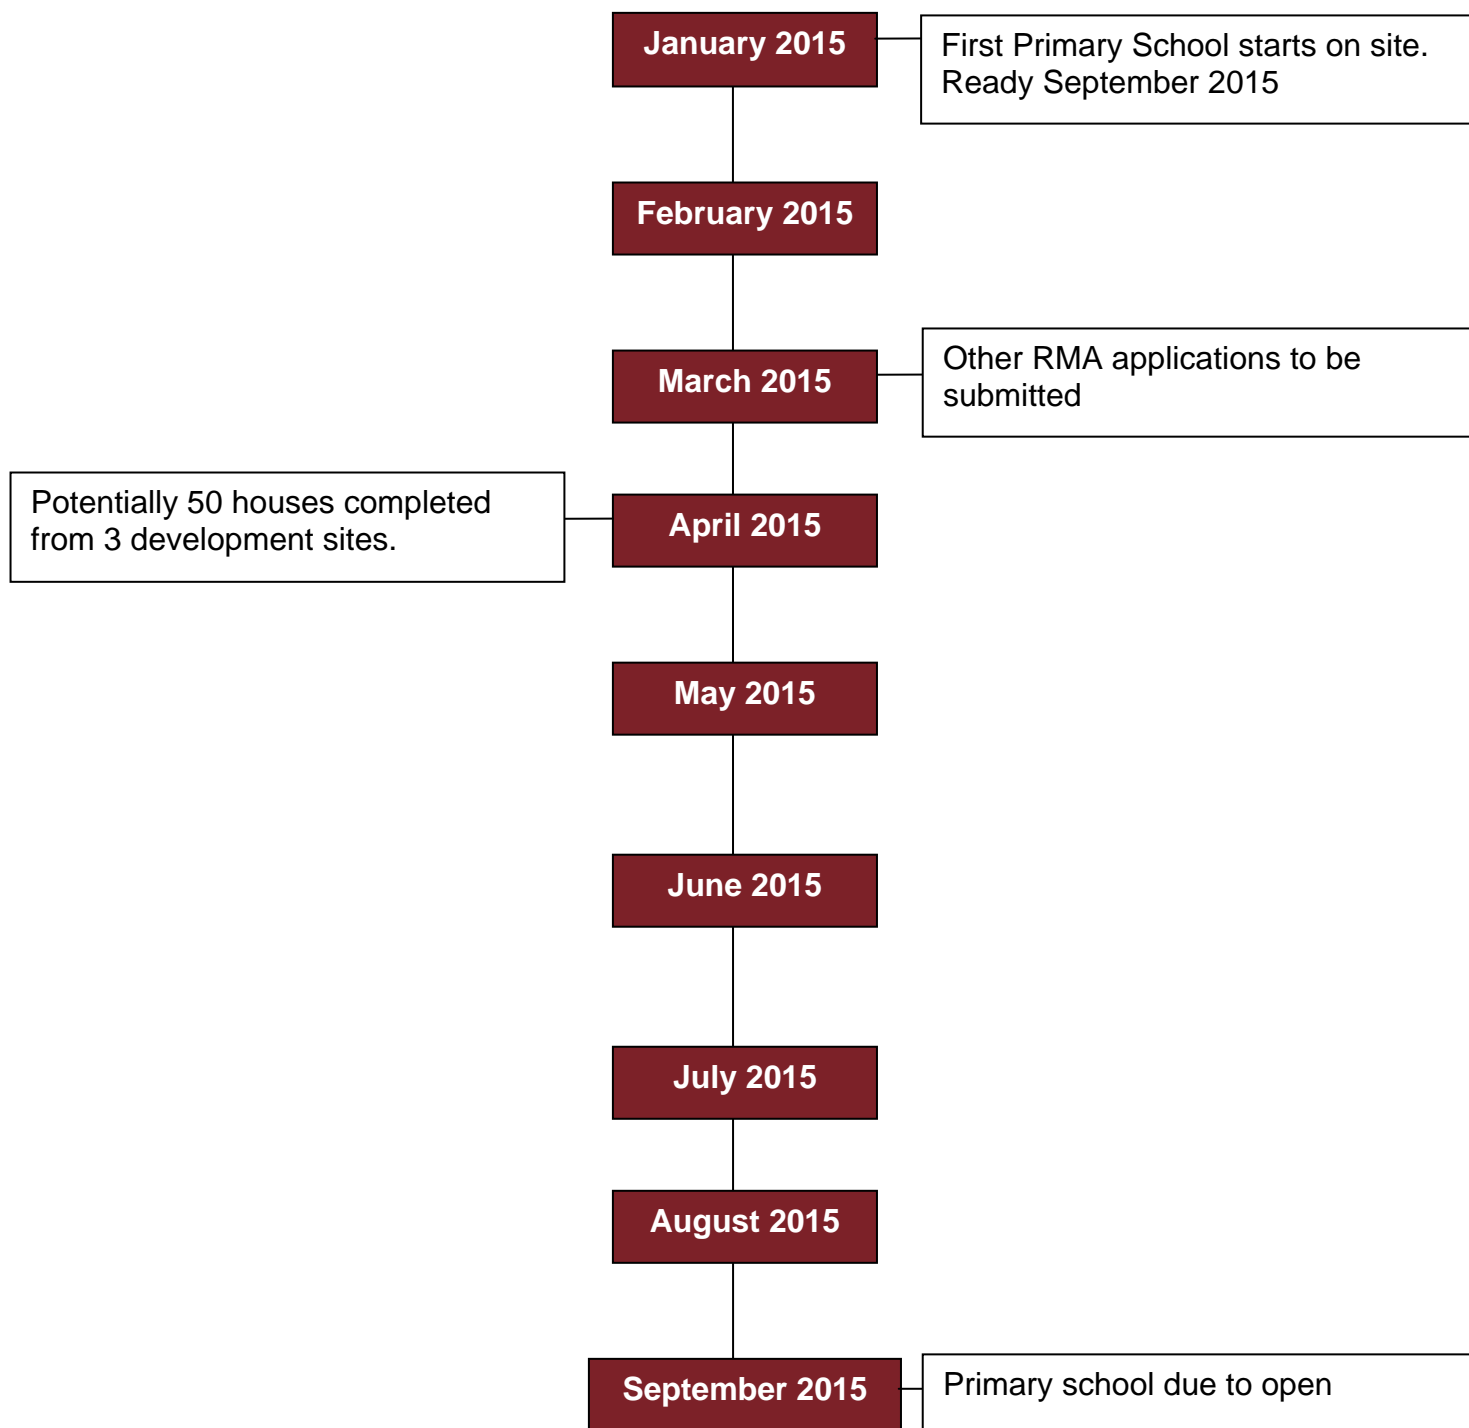 January 2015
First Primary School starts on site.
Ready September 2015
February 2015
March 2015
Other RMA applications to be
submitted
Potentially 50 houses completed
from 3 development sites.
April 2015
May 2015
June 2015
July 2015
August 2015
September 2015
Primary school due to open